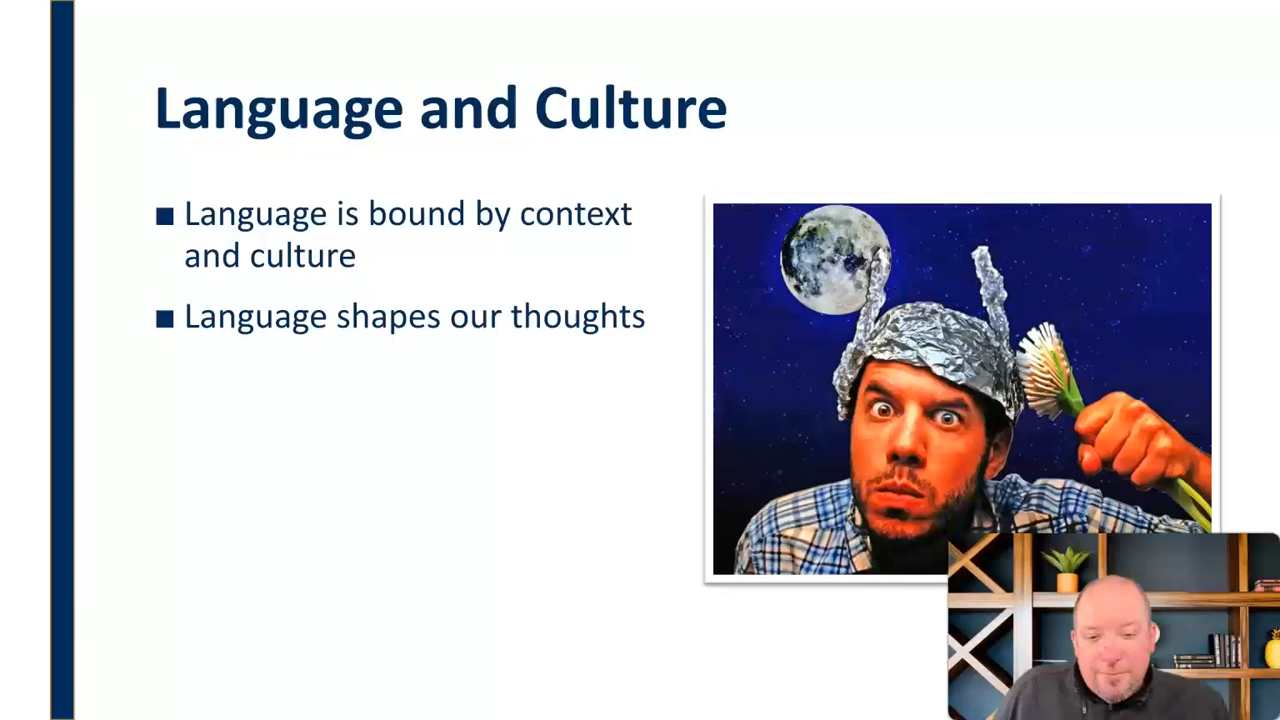 Language and Culture
■ Language is bound by context
and culture
■ Language shapes our thoughts